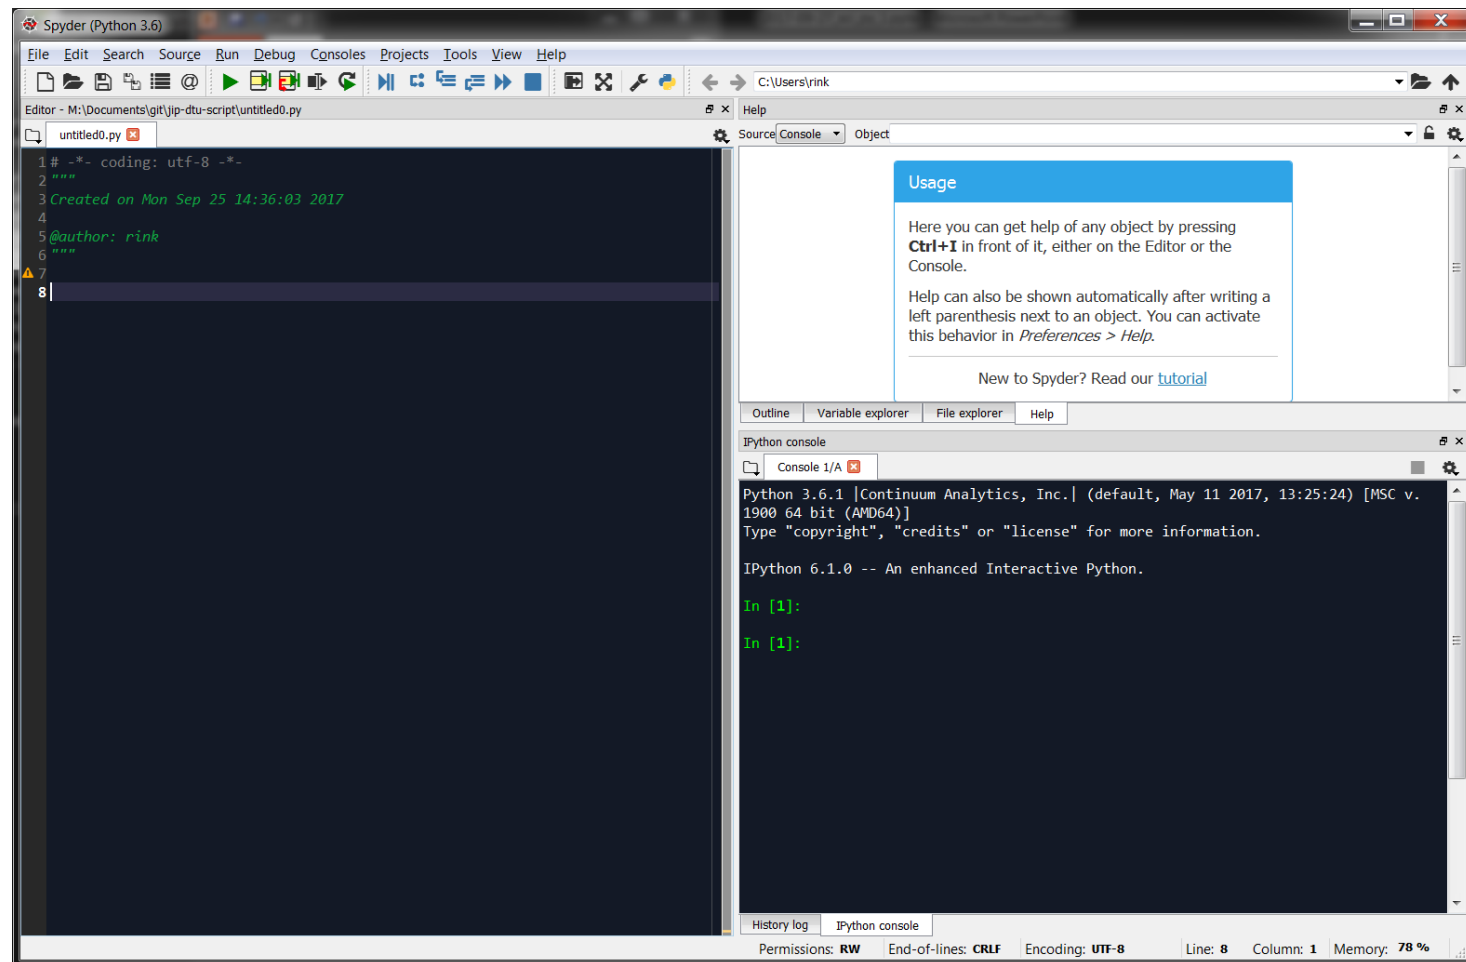 Spyder (Python 3.6)
File Edit Search Source Run Debug Consoles Projects Tools View Help
C:\Users\rink
Editor - M:\Documents\git\jip-dtu-script\untitled0.py
untitled0.py
1 # -*- coding: utf-8 -*-
2 """
3 Created on Mon Sep 25 14:36:03 2017
4
5 @author: rink
6 """
7
8
Help
Source Console Object
Usage
Here you can get help of any object by pressing
Ctrl+I in front of it, either on the Editor or the
Console.
Help can also be shown automatically after writing a
left parenthesis next to an object. You can activate
this behavior in Preferences > Help.
New to Spyder? Read our tutorial
Outline Variable explorer File explorer Help
IPython console
Console 1/A
Python 3.6.1 |Continuum Analytics, Inc.| (default, May 11 2017, 13:25:24) [MSC v.
1900 64 bit (AMD64)]
Type "copyright", "credits" or "license" for more information.
IPython 6.1.0 -- An enhanced Interactive Python.
In [1]:
In [1]:
History log IPython console
Permissions: RW End-of-lines: CRLF Encoding: UTF-8 Line: 8 Column: 1 Memory: 78 %